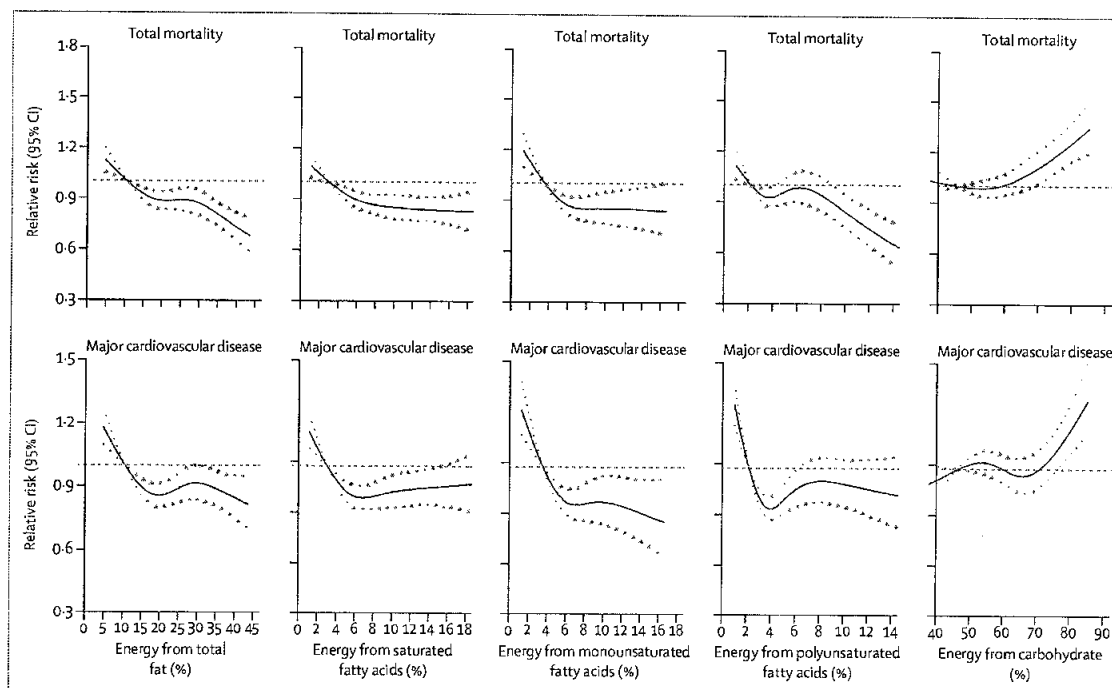 Total mortality Total mortality Total mortality Total mortality Total mortality
1·8
1·5
1·2
0·9
0·6
0·3
Relative risk (95% CI)
Major cardiovascular disease Major cardiovascular disease Major cardiovascular disease Major cardiovascular disease Major cardiovascular disease
1·5
1·2
0·9
0·6
0·3
Relative risk (95% CI)
0 5 10 15 20 25 30 35 40 45 0 2 4 6 8 10 12 14 16 18 0 2 4 6 8 10 12 14 16 18 0 2 4 6 8 10 12 14 40 50 60 70 80 90
Energy from total Energy from saturated Energy from monounsaturated Energy from polyunsaturated Energy from carbohydrate
fat (%) fatty acids (%) fatty acids (%) fatty acids (%) (%)